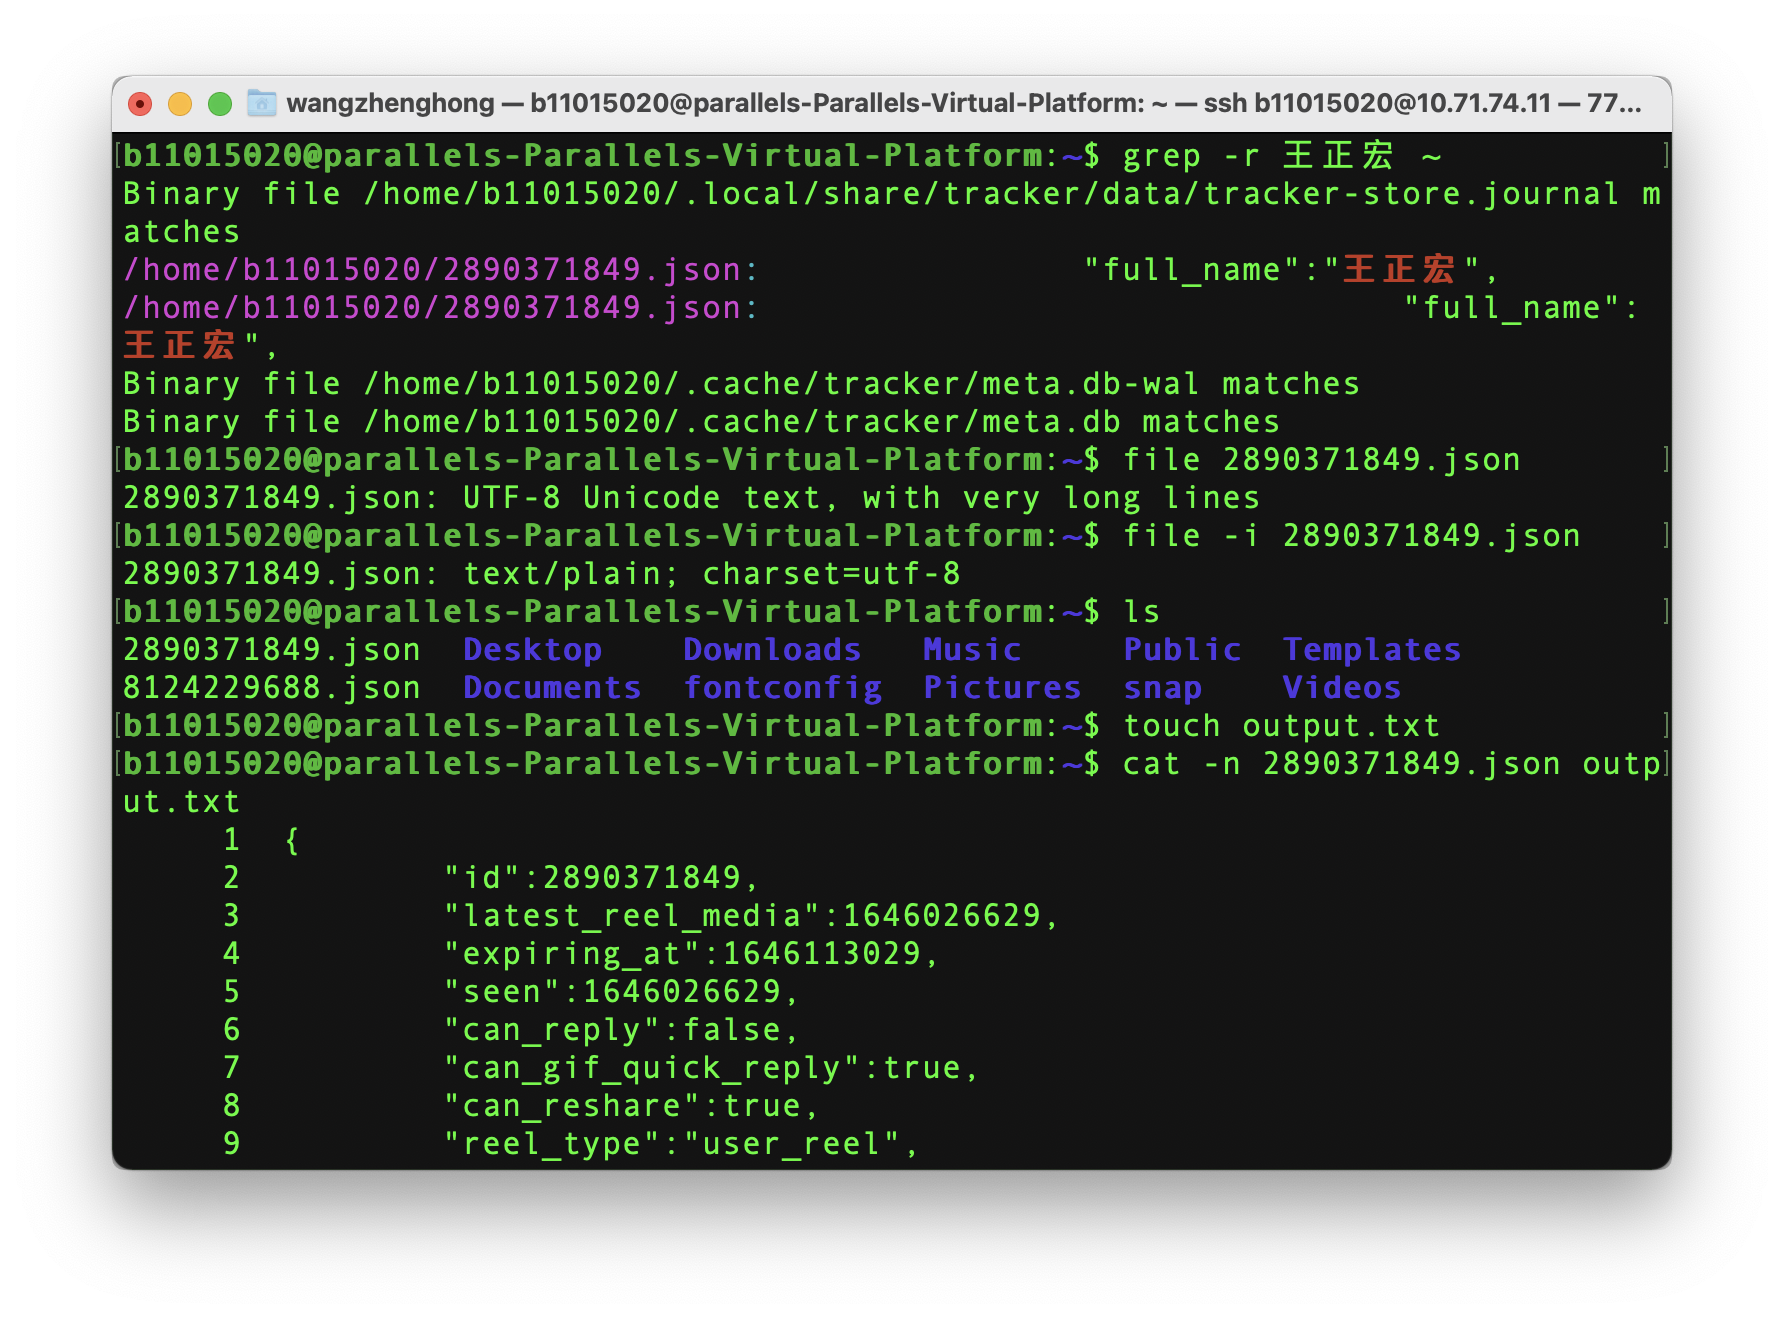 wangzhenghong — b11015020@parallels-Parallels-Virtual-Platform: ~ — ssh b11015020@10.71.74.11 — 77...
[b11015020@parallels-Parallels-Virtual-Platform:~$ grep -r 王正宏 ~ ]
Binary file /home/b11015020/.local/share/tracker/data/tracker-store.journal m
atches
/home/b11015020/2890371849.json:                "full_name":"王正宏",
/home/b11015020/2890371849.json:                                "full_name":
王正宏",
Binary file /home/b11015020/.cache/tracker/meta.db-wal matches
Binary file /home/b11015020/.cache/tracker/meta.db matches
[b11015020@parallels-Parallels-Virtual-Platform:~$ file 2890371849.json ]
2890371849.json: UTF-8 Unicode text, with very long lines
[b11015020@parallels-Parallels-Virtual-Platform:~$ file -i 2890371849.json ]
2890371849.json: text/plain; charset=utf-8
[b11015020@parallels-Parallels-Virtual-Platform:~$ ls ]
2890371849.json  Desktop    Downloads   Music     Public  Templates
8124229688.json  Documents  fontconfig  Pictures  snap    Videos
[b11015020@parallels-Parallels-Virtual-Platform:~$ touch output.txt ]
[b11015020@parallels-Parallels-Virtual-Platform:~$ cat -n 2890371849.json outp]
ut.txt
     1  {
     2          "id":2890371849,
     3          "latest_reel_media":1646026629,
     4          "expiring_at":1646113029,
     5          "seen":1646026629,
     6          "can_reply":false,
     7          "can_gif_quick_reply":true,
     8          "can_reshare":true,
     9          "reel_type":"user_reel",